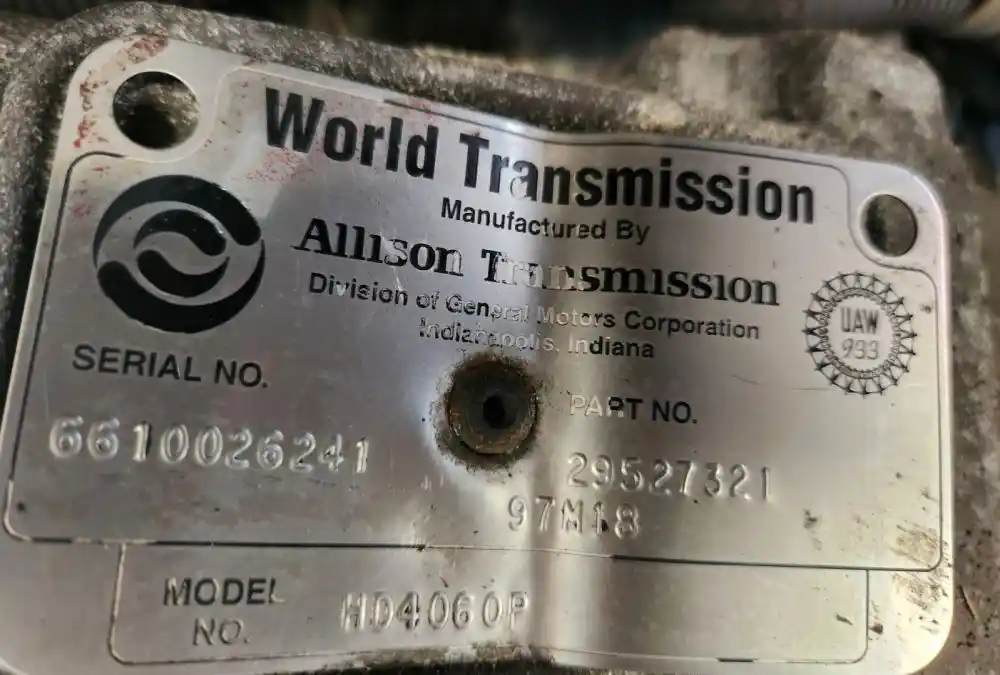 World Transmission
Manufactured By
Allison Transmission
Division of General Motors Corporation
Indianapolis, Indiana
UAW
933
SERIAL NO.
PART NO.
6610026241
29527321
97M18
MODEL NO.
HD4060P